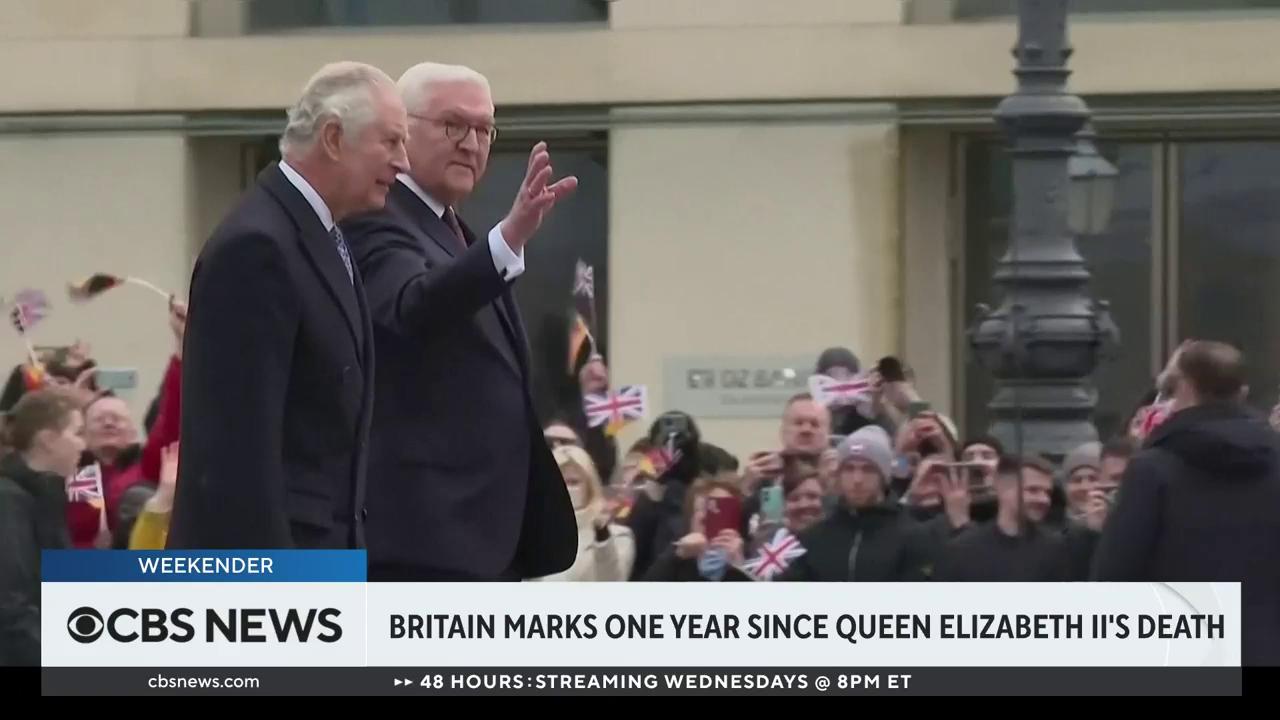 WEEKENDER
CBS NEWS
BRITAIN MARKS ONE YEAR SINCE QUEEN ELIZABETH II'S DEATH
cbsnews.com
48 HOURS:STREAMING WEDNESDAYS @ 8PM ET